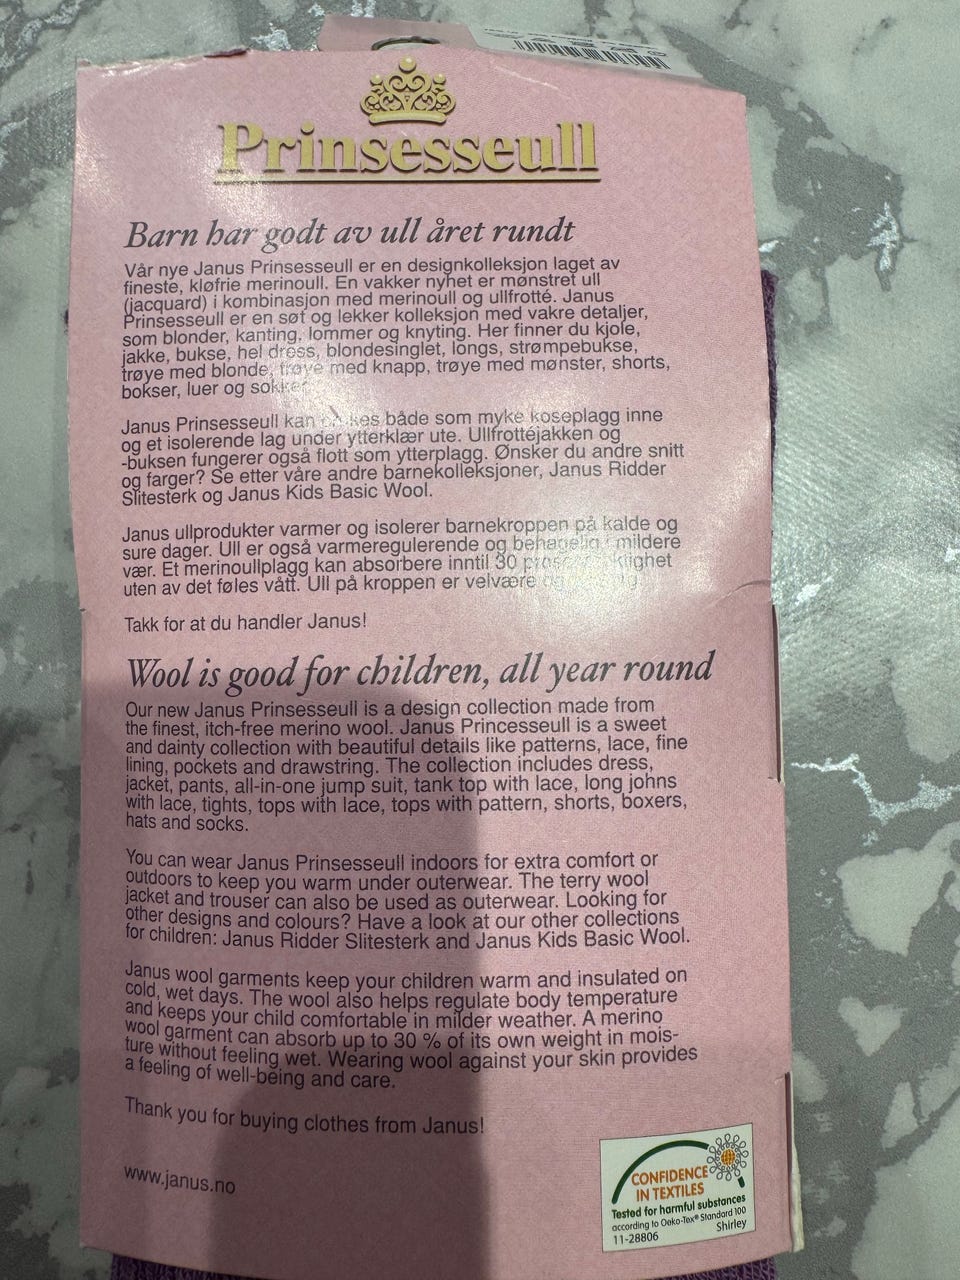 Prinsesseull
Barn har godt av ull året rundt
Vår nye Janus Prinsesseull er en designkolleksjon laget av
fineste, kløfrie merinoull. En vakker nyhet er mønstret ull
(jacquard) i kombinasjon med merinoull og ullfrotté. Janus
Prinsesseull er en søt og lekker kolleksjon med vakre detaljer,
som blonder, kanting, lommer og knyting. Her finner du kjole,
jakke, bukse, hel dress, blondesinglet, longs, strømpebukse,
trøye med blonde, trøye med knapp, trøye med mønster, shorts,
bokser, luer og sokker
Janus Prinsesseull kan både som myke koseplagg inne
og et isolerende lag under ytterklær ute. Ullfrottéjakken og
-buksen fungerer også flott som ytterplagg. Ønsker du andre snitt
og farger? Se etter våre andre barnekolleksjoner, Janus Ridder
Slitesterk og Janus Kids Basic Wool.
Janus ullprodukter varmer og isolerer barnekroppen på kalde og
sure dager. Ull er også varmeregulerende og behagelig i mildere
vær. Et merinoullplagg kan absorbere inntil 30
uten av det føles vått. Ull på kroppen er velvære
Takk for at du handler Janus!
Wool is good for children, all year round
Our new Janus Prinsesseull is a design collection made from
the finest, itch-free merino wool. Janus Princesseull is a sweet
and dainty collection with beautiful details like patterns, lace, fine
lining, pockets and drawstring. The collection includes dress,
jacket, pants, all-in-one jump suit, tank top with lace, long johns
with lace, tights, tops with lace, tops with pattern, shorts, boxers,
hats and socks.
You can wear Janus Prinsesseull indoors for extra comfort or
outdoors to keep you warm under outerwear. The terry wool
jacket and trouser can also be used as outerwear. Looking for
other designs and colours? Have a look at our other collections
for children: Janus Ridder Slitesterk and Janus Kids Basic Wool.
Janus wool garments keep your children warm and insulated on
cold, wet days. The wool also helps regulate body temperature
and keeps your child comfortable in milder weather. A merino
wool garment can absorb up to 30 % of its own weight in mois-
ture without feeling wet. Wearing wool against your skin provides
a feeling of well-being and care.
Thank you for buying clothes from Janus!
www.janus.no
CONFIDENCE
IN TEXTILES
Tested for harmful substances
according to Oeko-Tex® Standard 100
11-28806 Shirley